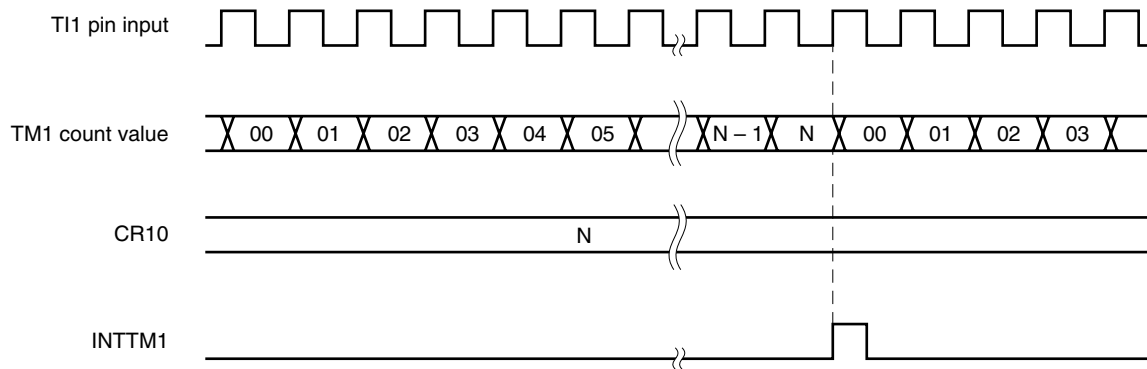 TI1 pin input
TM1 count value 00 01 02 03 04 05 N – 1 N 00 01 02 03
CR10 N
INTTM1